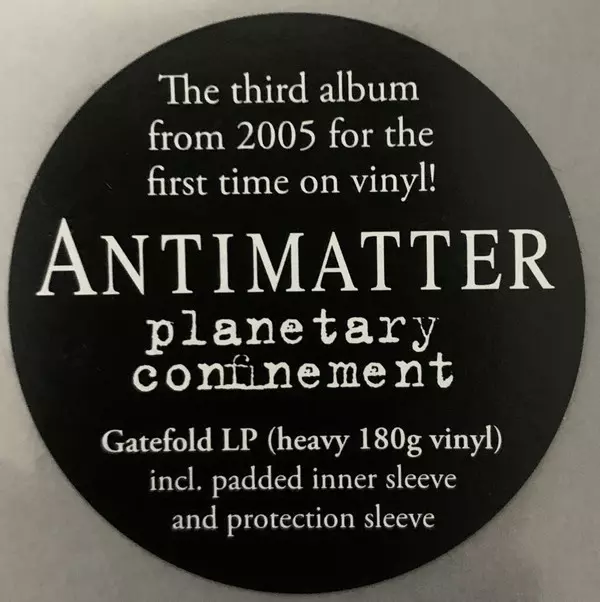 The third album
from 2005 for the
first time on vinyl!
ANTIMATTER
planetary
confinement
Gatefold LP (heavy 180g vinyl)
incl. padded inner sleeve
and protection sleeve